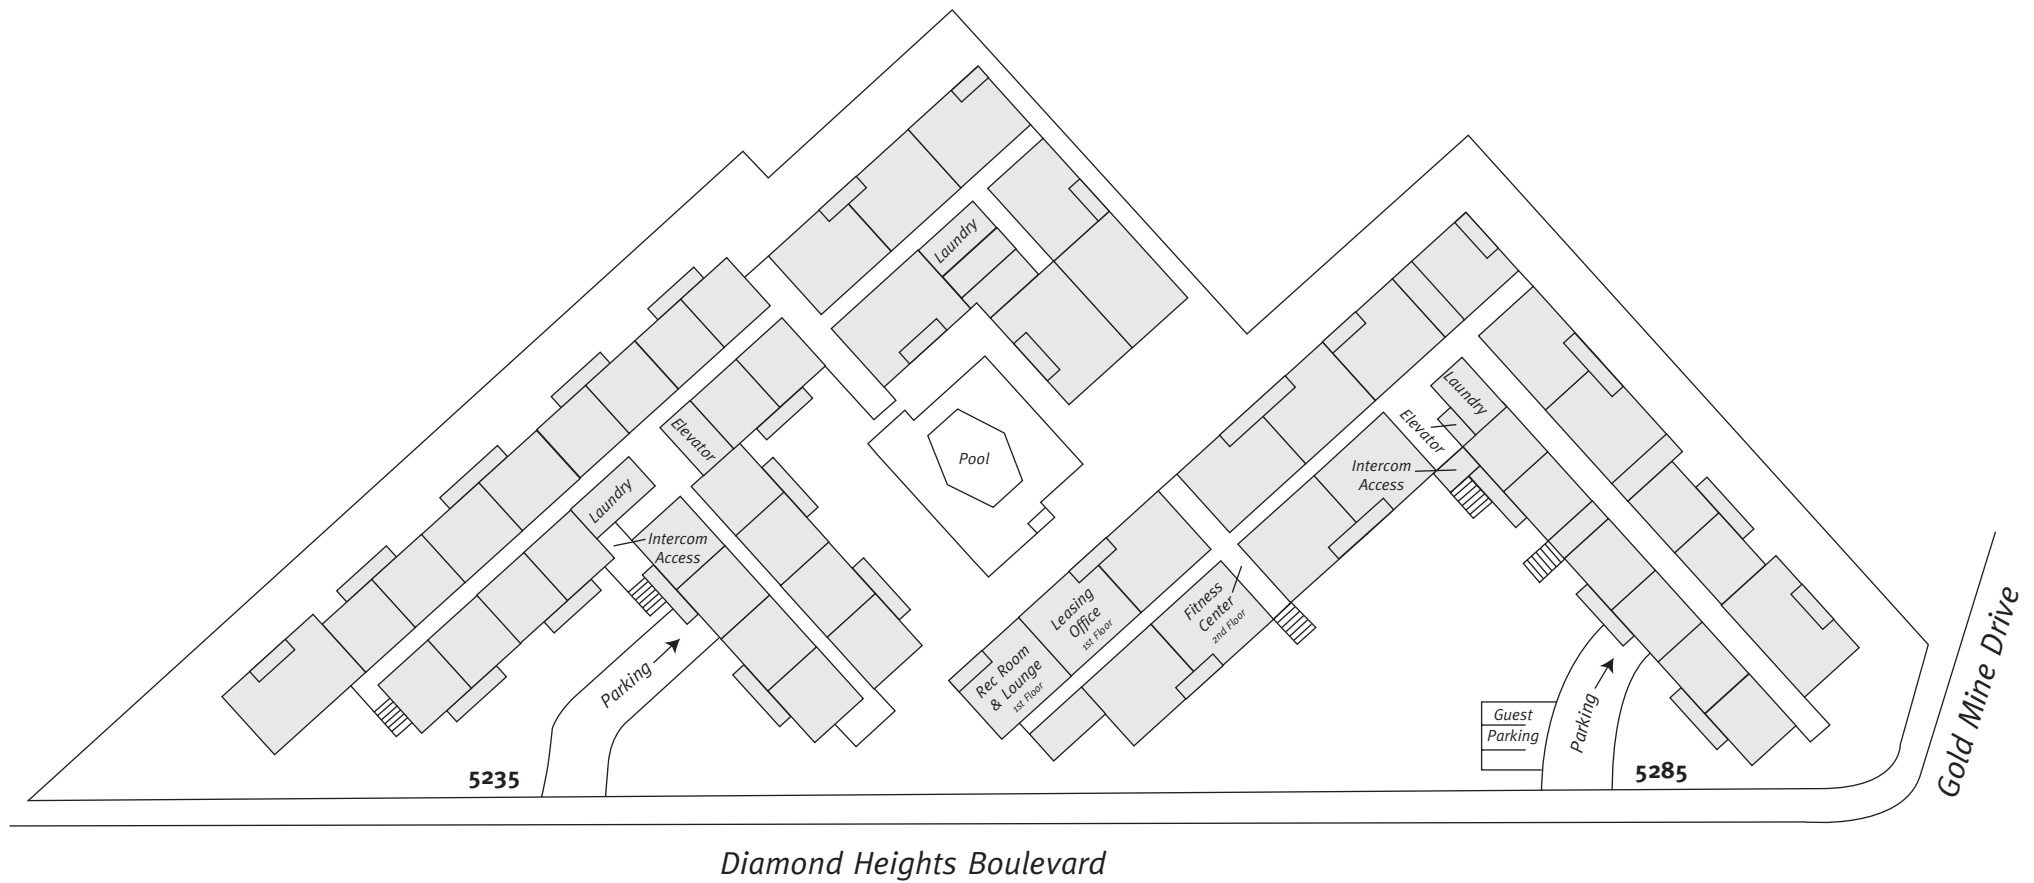 Laundry
Elevator
Laundry
Intercom
Access
Pool
Parking
5235
Laundry
Elevator
Intercom
Access
Leasing
Office
1st Floor
Rec Room
& Lounge
1st Floor
Fitness
Center
2nd Floor
Guest
Parking
Parking
5285
Gold Mine Drive
Diamond Heights Boulevard